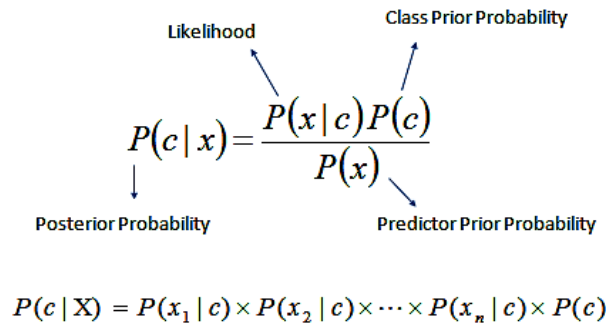 Likelihood
Class Prior Probability
P(c | x) = P(x | c)P(c) / P(x)
Posterior Probability
Predictor Prior Probability
P(c | X) = P(x₁ | c) × P(x₂ | c) × ⋯ × P(xₙ | c) × P(c)